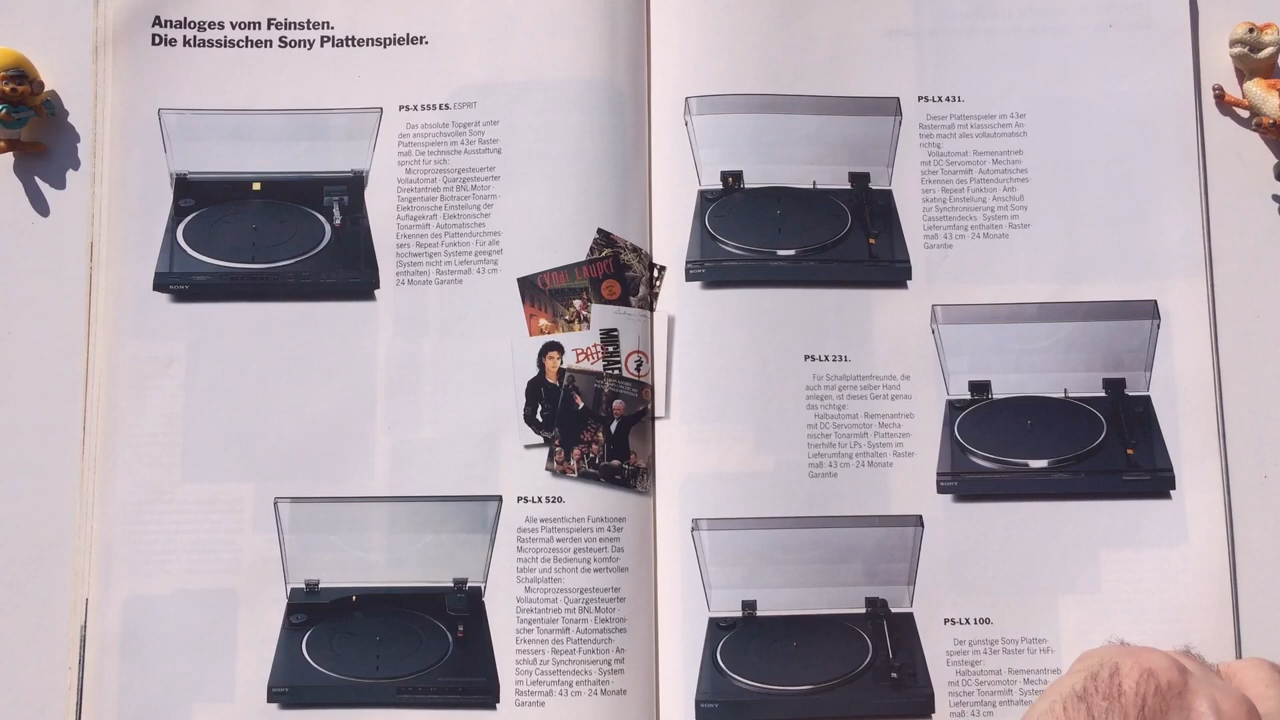 Analoges vom Feinsten.
Die klassischen Sony Plattenspieler.
PS-X 555 ES. ESPRIT
Das absolute Topgerät unter
den anspruchsvollen Sony
Plattenspielern im 43er Raster-
maß. Die technische Ausstattung
spricht für sich:
Microprozessorgesteuerter
Vollautomat · Quarzgesteuerter
Direktantrieb mit BNL-Motor ·
Tangentialer Biotracer-Tonarm ·
Elektronische Einstellung der
Auflagekraft · Elektronischer
Tonarmlift · Automatisches
Erkennen des Plattendurchmes-
sers · Repeat-Funktion · Für alle
hochwertigen Systeme geeignet
(System nicht im Lieferumfang
enthalten) · Rastermaß: 43 cm ·
24 Monate Garantie
SONY
Cyndi Lauper
BAD
PS-LX 520.
Alle wesentlichen Funktionen
dieses Plattenspielers im 43er
Rastermaß werden von einem
Microprozessor gesteuert. Das
macht die Bedienung komfor-
tabler und schont die wertvollen
Schallplatten:
Microprozessorgesteuerter
Vollautomat · Quarzgesteuerter
Direktantrieb mit BNL-Motor ·
Tangentialer Tonarm · Elektroni-
scher Tonarmlift · Automatisches
Erkennen des Plattendurch-
messers · Repeat-Funktion · An-
schluß zur Synchronisierung mit
Sony Cassettendecks · System
im Lieferumfang enthalten ·
Rastermaß: 43 cm · 24 Monate
Garantie
SONY
PS-LX 431.
Dieser Plattenspieler im 43er
Rastermaß mit klassischem An-
trieb macht alles vollautomatisch
richtig:
Vollautomat: Riemenantrieb
mit DC-Servomotor · Mechani-
scher Tonarmlift · Automatisches
Erkennen des Plattendurchmes-
sers · Repeat-Funktion · Anti-
skating-Einstellung · Anschluß
zur Synchronisierung mit Sony
Cassettendecks · System im
Lieferumfang enthalten · Raster-
maß: 43 cm · 24 Monate
Garantie
SONY
PS-LX 231.
Für Schallplattenfreunde, die
auch mal gerne selber Hand
anlegen, ist dieses Gerät genau
das richtige:
Halbautomat · Riemenantrieb
mit DC-Servomotor · Mecha-
nischer Tonarmlift · Plattenzen-
trierhilfe für LPs · System im
Lieferumfang enthalten · Raster-
maß: 43 cm · 24 Monate
Garantie
SONY
PS-LX 100.
Der günstige Sony Platten-
spieler im 43er Raster für HiFi-
Einsteiger:
Halbautomat · Riemenantrieb
mit DC-Servomotor · Mecha-
nischer Tonarmlift · System
Lieferumfang enthalten
maß: 43 cm
SONY